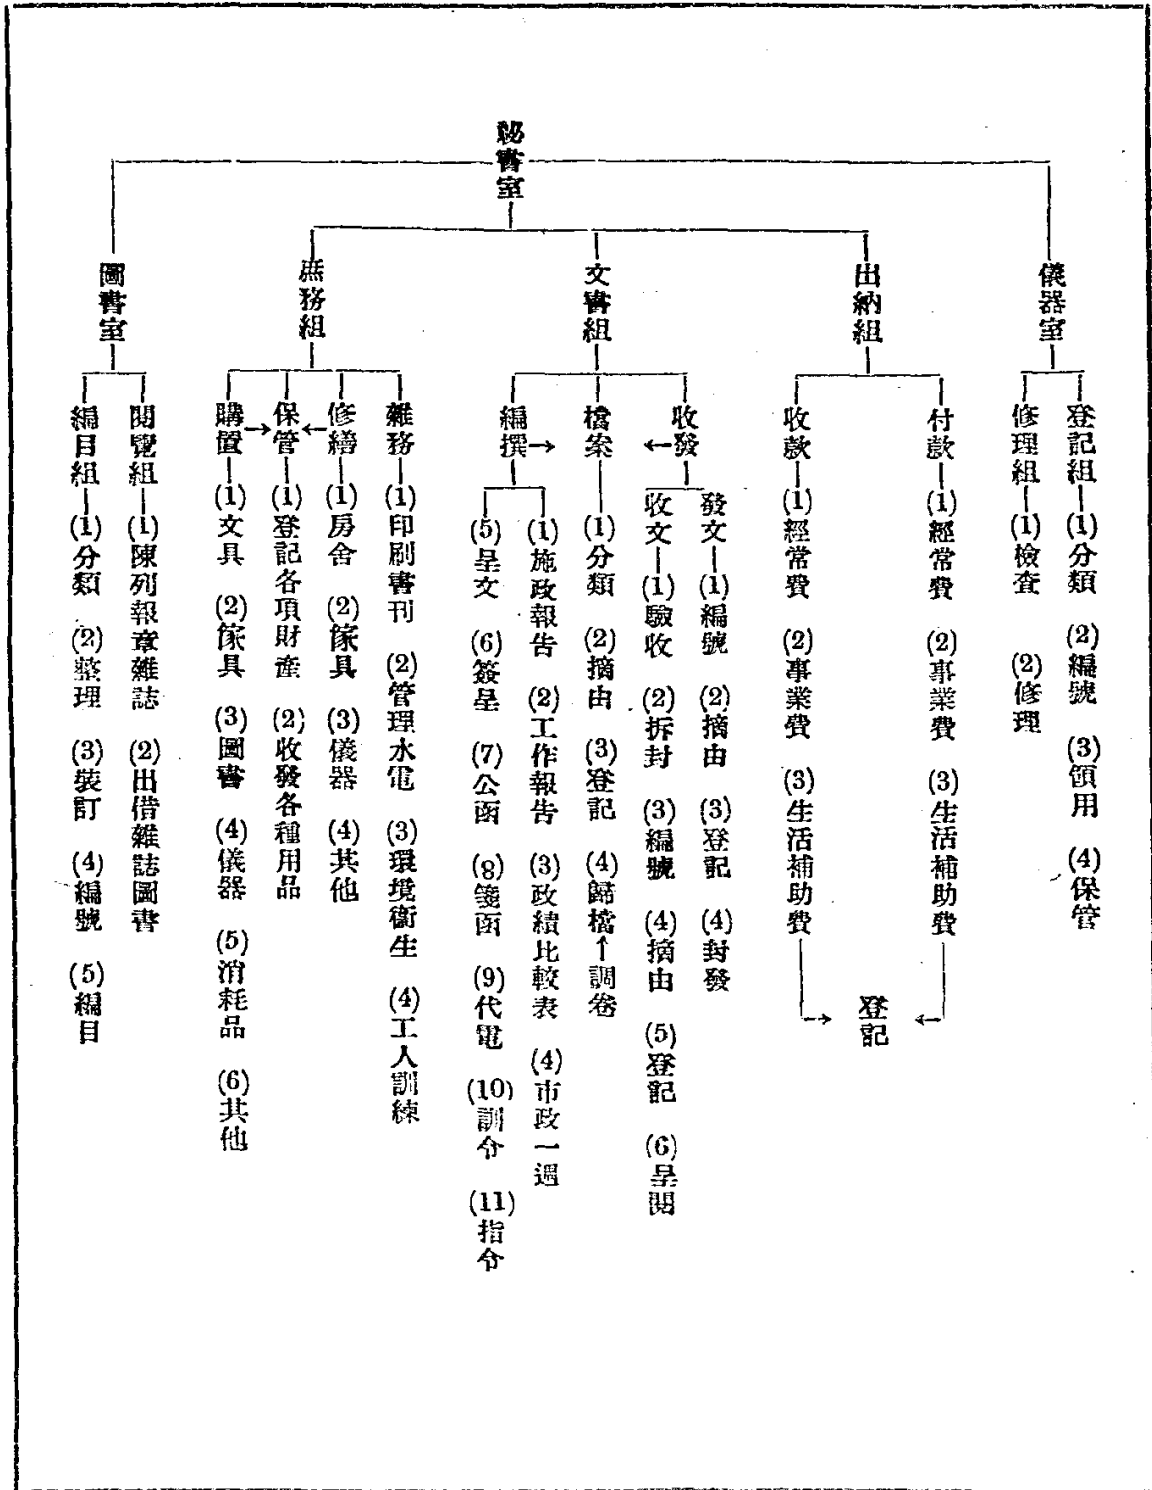 秘書室
儀器室
登記組
(1)分類 (2)編號 (3)領用 (4)保管
修理組
(1)檢查 (2)修理
出納組
付款
(1)經常費 (2)事業費 (3)生活補助費
收款
(1)經常費 (2)事業費 (3)生活補助費
登記
文書組
收發
發文
(1)編號 (2)摘由 (3)登記 (4)封發
收文
(1)驗收 (2)拆封 (3)編號 (4)摘由 (5)登記 (6)呈閱
檔案
(1)分類 (2)摘由 (3)登記 (4)歸檔↑調卷
編撰
(1)施政報告 (2)工作報告 (3)政績比較表 (4)市政一週
(5)呈文 (6)簽呈 (7)公函 (8)箋函 (9)代電 (10)訓令 (11)指令
庶務組
雜務
(1)印刷書刊 (2)管理水電 (3)環境衛生 (4)工人訓練
修繕
(1)房舍 (2)傢具 (3)儀器 (4)其他
保管
(1)登記各項財產 (2)收發各種用品
購置
(1)文具 (2)傢具 (3)圖書 (4)儀器 (5)消耗品 (6)其他
圖書室
閱覽組
(1)陳列報章雜誌 (2)出借雜誌圖書
編目組
(1)分類 (2)整理 (3)裝訂 (4)編號 (5)編目